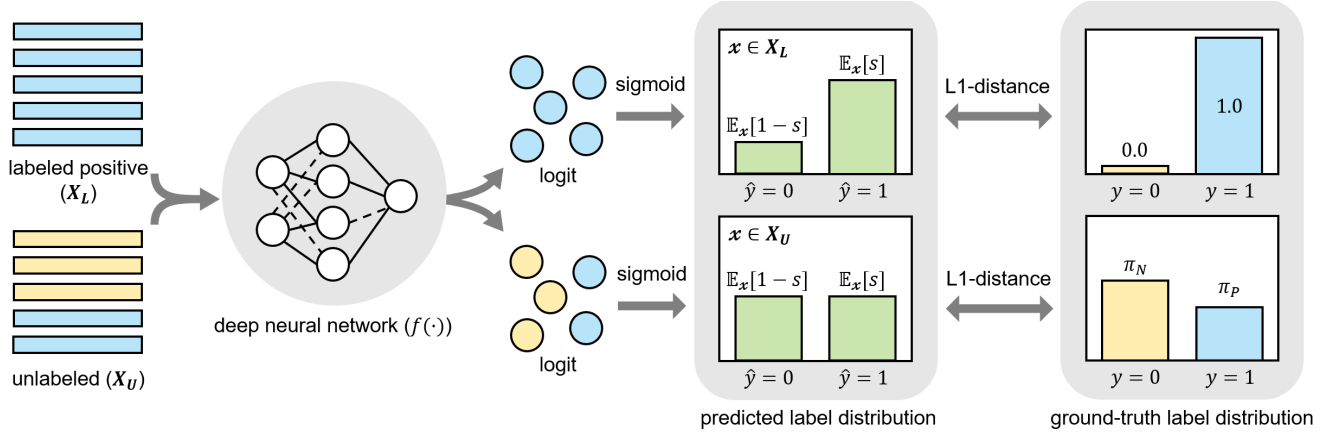 labeled positive
(X_L)
unlabeled (X_U)
deep neural network (f(·))
logit
logit
sigmoid
sigmoid
x ∈ X_L
𝔼_x[s]
𝔼_x[1 − s]
ŷ = 0
ŷ = 1
x ∈ X_U
𝔼_x[1 − s]
𝔼_x[s]
ŷ = 0
ŷ = 1
predicted label distribution
L1-distance
L1-distance
1.0
0.0
y = 0
y = 1
π_N
π_P
y = 0
y = 1
ground-truth label distribution